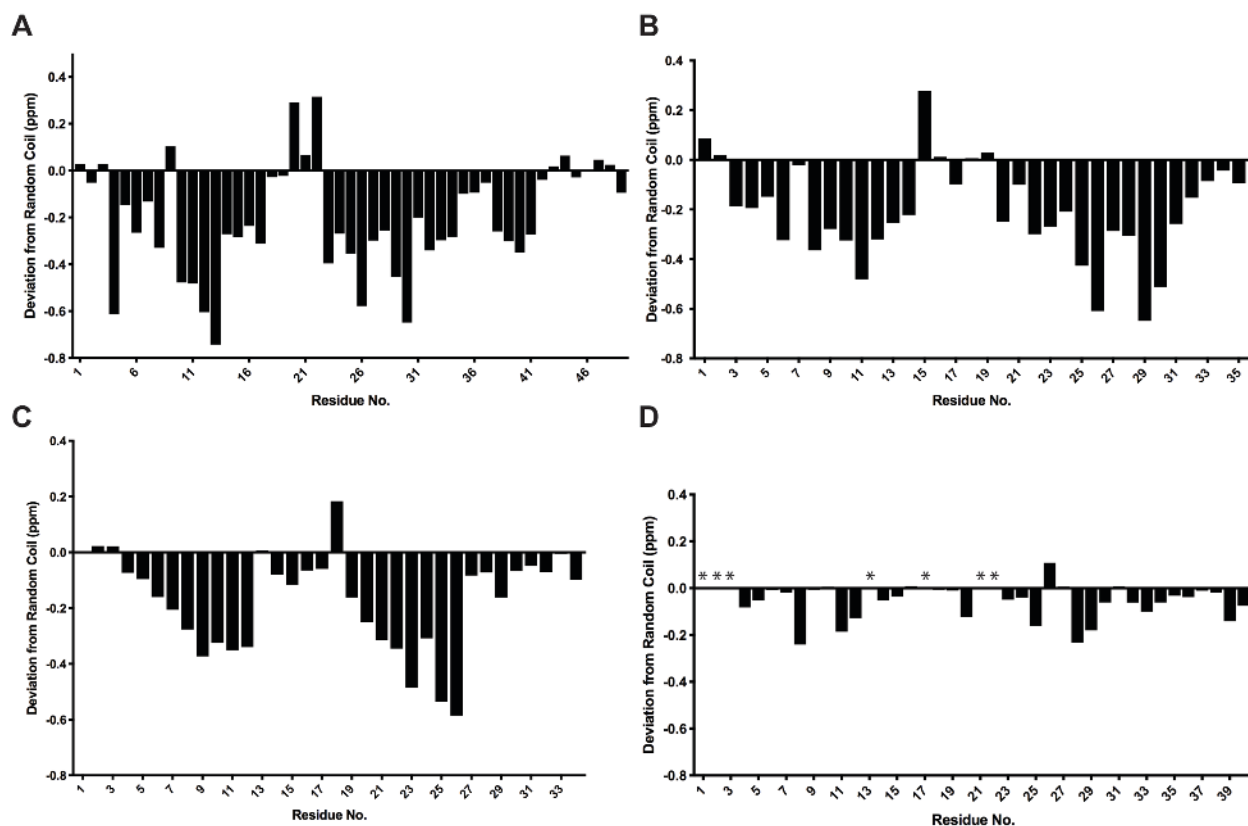 A
Deviation from Random Coil (ppm)
0.4
0.2
0.0
-0.2
-0.4
-0.6
-0.8
1 6 11 16 21 26 31 36 41 46
Residue No.
B
Deviation from Random Coil (ppm)
0.4
0.2
0.0
-0.2
-0.4
-0.6
-0.8
1 3 5 7 9 11 13 15 17 19 21 23 25 27 29 31 33 35
Residue No.
C
Deviation from Random Coil (ppm)
0.4
0.2
0.0
-0.2
-0.4
-0.6
-0.8
1 3 5 7 9 11 13 15 17 19 21 23 25 27 29 31 33
Residue No.
D
Deviation from Random Coil (ppm)
0.4
0.2
0.0
-0.2
-0.4
-0.6
-0.8
* * * * * * *
1 3 5 7 9 11 13 15 17 19 21 23 25 27 29 31 33 35 37 39
Residue No.